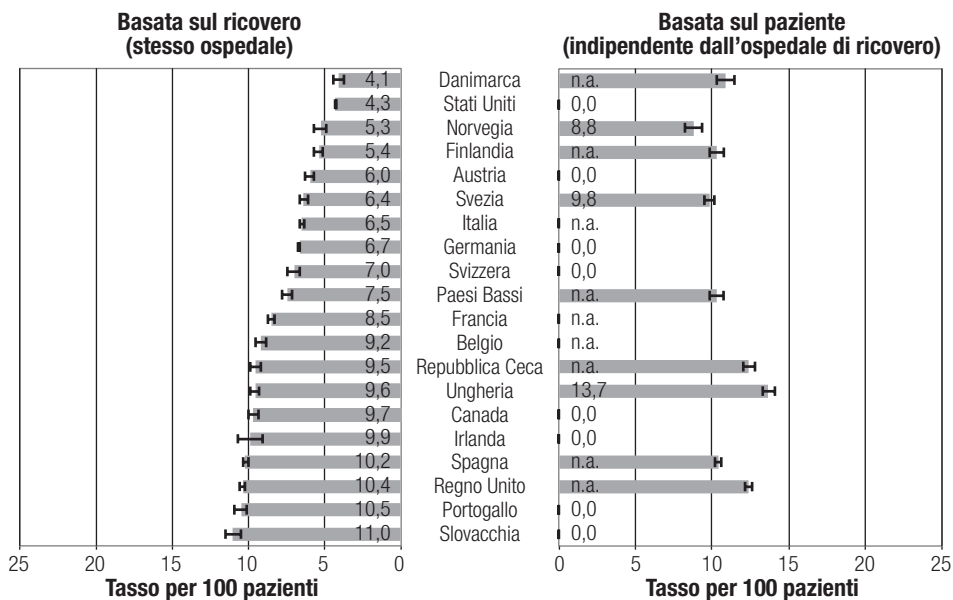 Basata sul ricovero
(stesso ospedale)
Basata sul paziente
(indipendente dall'ospedale di ricovero)
4,1 Danimarca n.a.
4,3 Stati Uniti 0,0
5,3 Norvegia 8,8
5,4 Finlandia n.a.
6,0 Austria 0,0
6,4 Svezia 9,8
6,5 Italia n.a.
6,7 Germania 0,0
7,0 Svizzera 0,0
7,5 Paesi Bassi n.a.
8,5 Francia n.a.
9,2 Belgio n.a.
9,5 Repubblica Ceca n.a.
9,6 Ungheria 13,7
9,7 Canada 0,0
9,9 Irlanda 0,0
10,2 Spagna n.a.
10,4 Regno Unito n.a.
10,5 Portogallo 0,0
11,0 Slovacchia 0,0
25 20 15 10 5 0 0 5 10 15 20 25
Tasso per 100 pazienti Tasso per 100 pazienti